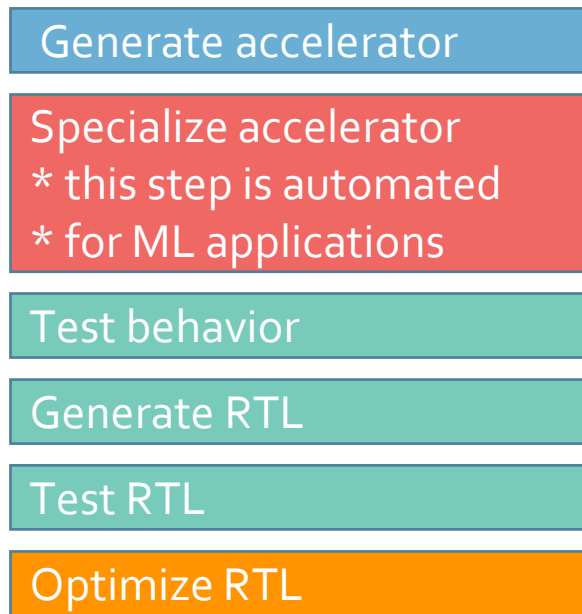 Generate accelerator
Specialize accelerator
* this step is automated
* for ML applications
Test behavior
Generate RTL
Test RTL
Optimize RTL